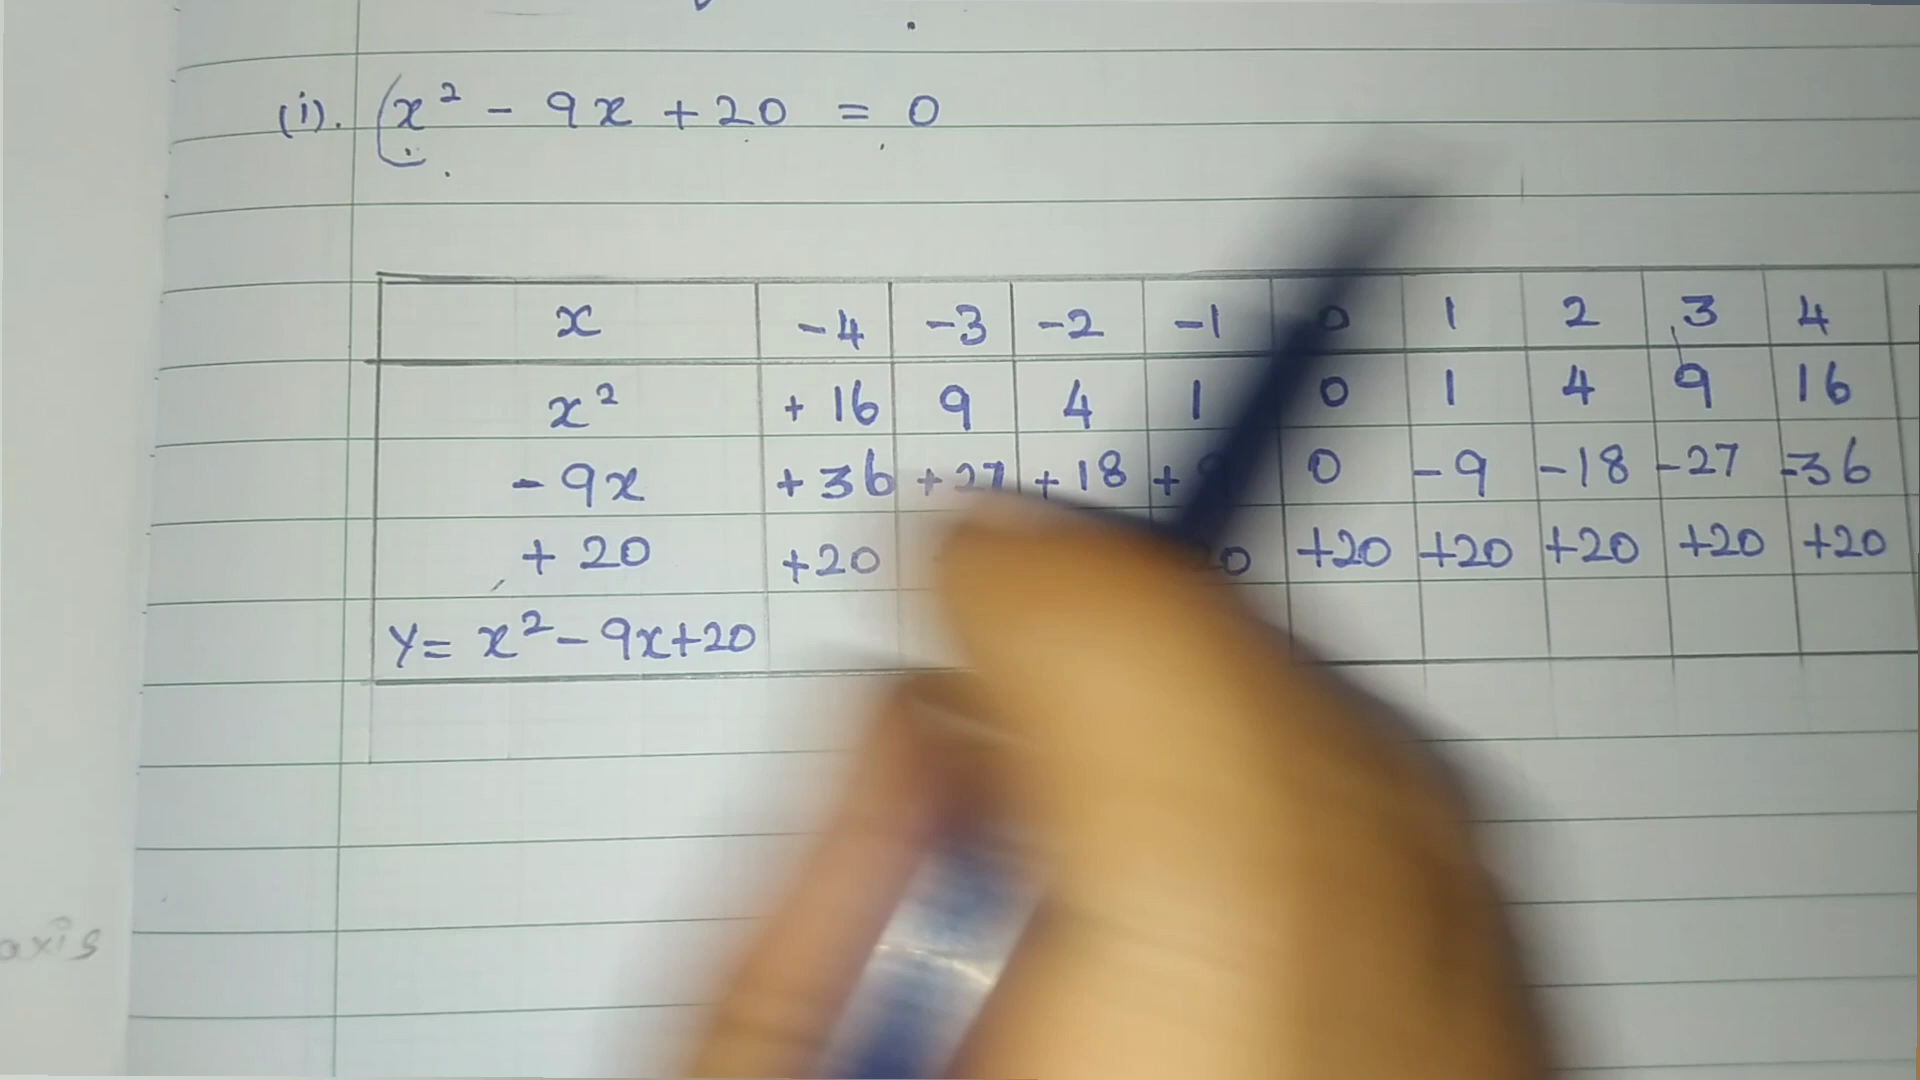 (i). x² - 9x + 20 = 0
x -4 -3 -2 -1 0 1 2 3 4
x² + 16 9 4 1 0 1 4 9 16
- 9x + 36 + 27 + 18 + 0 - 9 - 18 - 27 - 36
+ 20 +20 +20 +20 +20 +20 +20
Y = x² - 9x + 20
axis